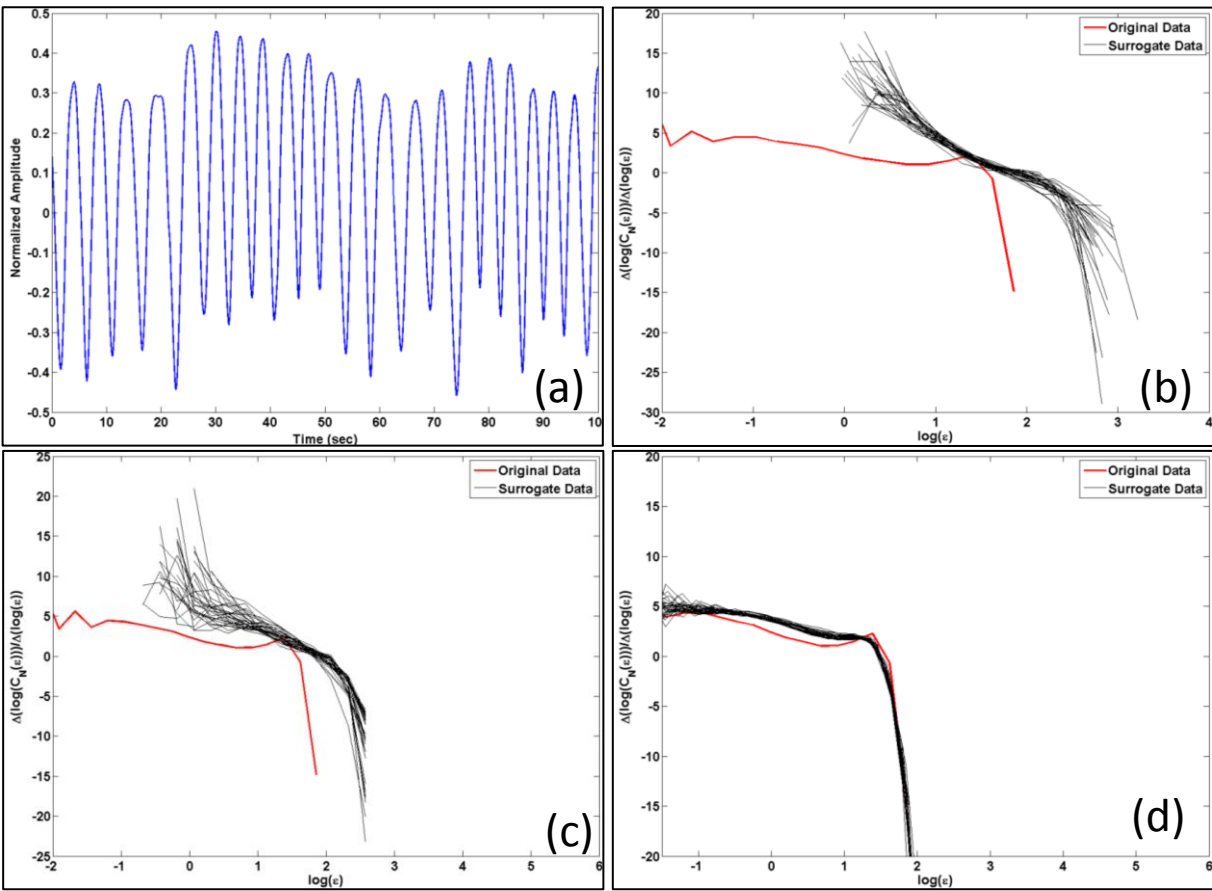 0.5
0.4
0.3
0.2
0.1
0
-0.1
-0.2
-0.3
-0.4
-0.5
Normalized Amplitude
0 10 20 30 40 50 60 70 80 90 100
Time (sec)
(a)
20
15
10
5
0
-5
-10
-15
-20
-25
-30
Δ(log(C_N(ε)))/Δ(log(ε))
Original Data
Surrogate Data
-2 -1 0 1 2 3 4
log(ε)
(b)
25
20
15
10
5
0
-5
-10
-15
-20
-25
Δ(log(C_N(ε)))/Δ(log(ε))
Original Data
Surrogate Data
-2 -1 0 1 2 3 4 5 6
log(ε)
(c)
20
15
10
5
0
-5
-10
-15
-20
Δ(log(C_N(ε)))/Δ(log(ε))
Original Data
Surrogate Data
-1 0 1 2 3 4 5 6
log(ε)
(d)